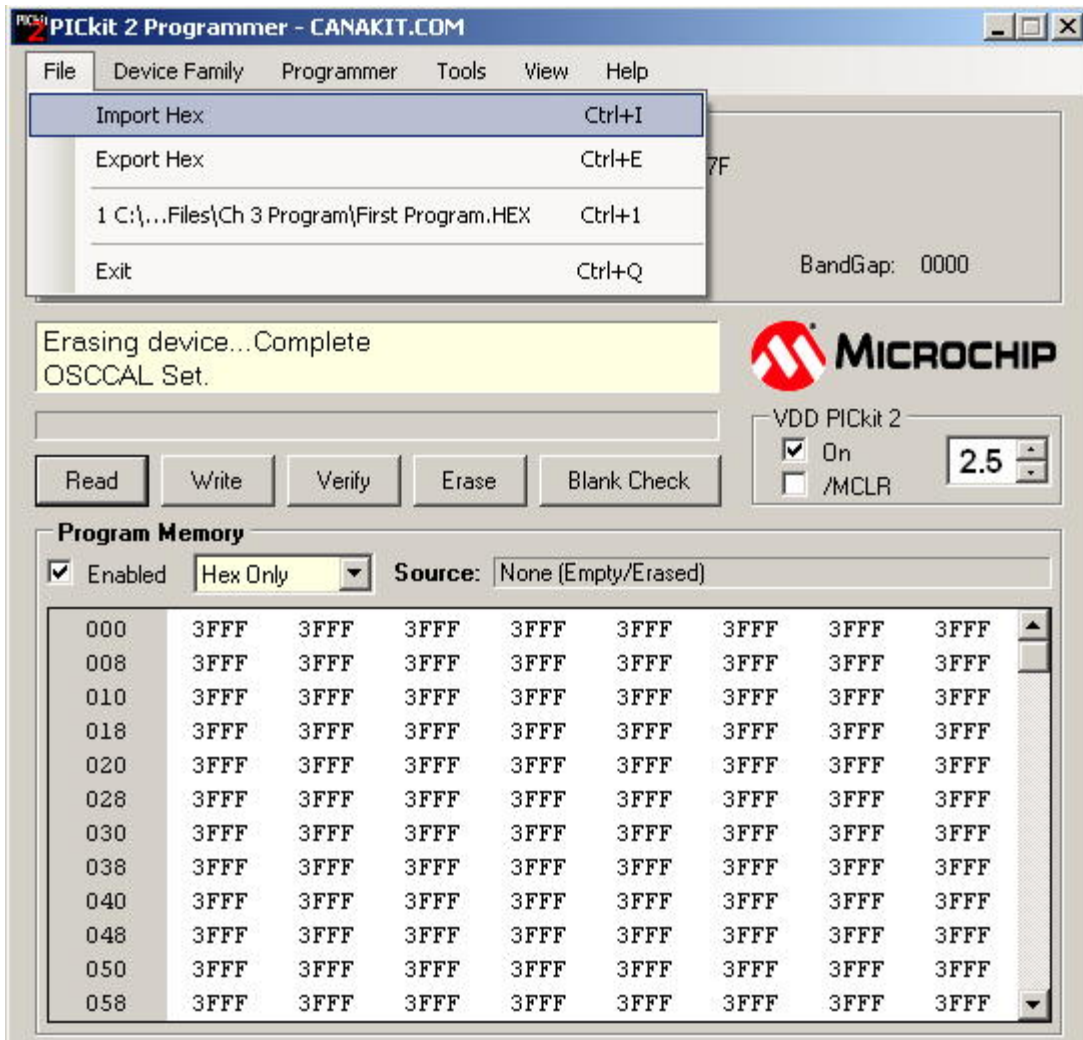 PICkit 2 Programmer - CANAKIT.COM
File Device Family Programmer Tools View Help
Import Hex Ctrl+I
Export Hex Ctrl+E
7F
1 C:\...Files\Ch 3 Program\First Program.HEX Ctrl+1
Exit Ctrl+Q
BandGap: 0000
Erasing device...Complete
OSCCAL Set.
MICROCHIP
VDD PICkit 2
On
/MCLR
2.5
Read Write Verify Erase Blank Check
Program Memory
Enabled Hex Only Source: None (Empty/Erased)
000 3FFF 3FFF 3FFF 3FFF 3FFF 3FFF 3FFF 3FFF
008 3FFF 3FFF 3FFF 3FFF 3FFF 3FFF 3FFF 3FFF
010 3FFF 3FFF 3FFF 3FFF 3FFF 3FFF 3FFF 3FFF
018 3FFF 3FFF 3FFF 3FFF 3FFF 3FFF 3FFF 3FFF
020 3FFF 3FFF 3FFF 3FFF 3FFF 3FFF 3FFF 3FFF
028 3FFF 3FFF 3FFF 3FFF 3FFF 3FFF 3FFF 3FFF
030 3FFF 3FFF 3FFF 3FFF 3FFF 3FFF 3FFF 3FFF
038 3FFF 3FFF 3FFF 3FFF 3FFF 3FFF 3FFF 3FFF
040 3FFF 3FFF 3FFF 3FFF 3FFF 3FFF 3FFF 3FFF
048 3FFF 3FFF 3FFF 3FFF 3FFF 3FFF 3FFF 3FFF
050 3FFF 3FFF 3FFF 3FFF 3FFF 3FFF 3FFF 3FFF
058 3FFF 3FFF 3FFF 3FFF 3FFF 3FFF 3FFF 3FFF